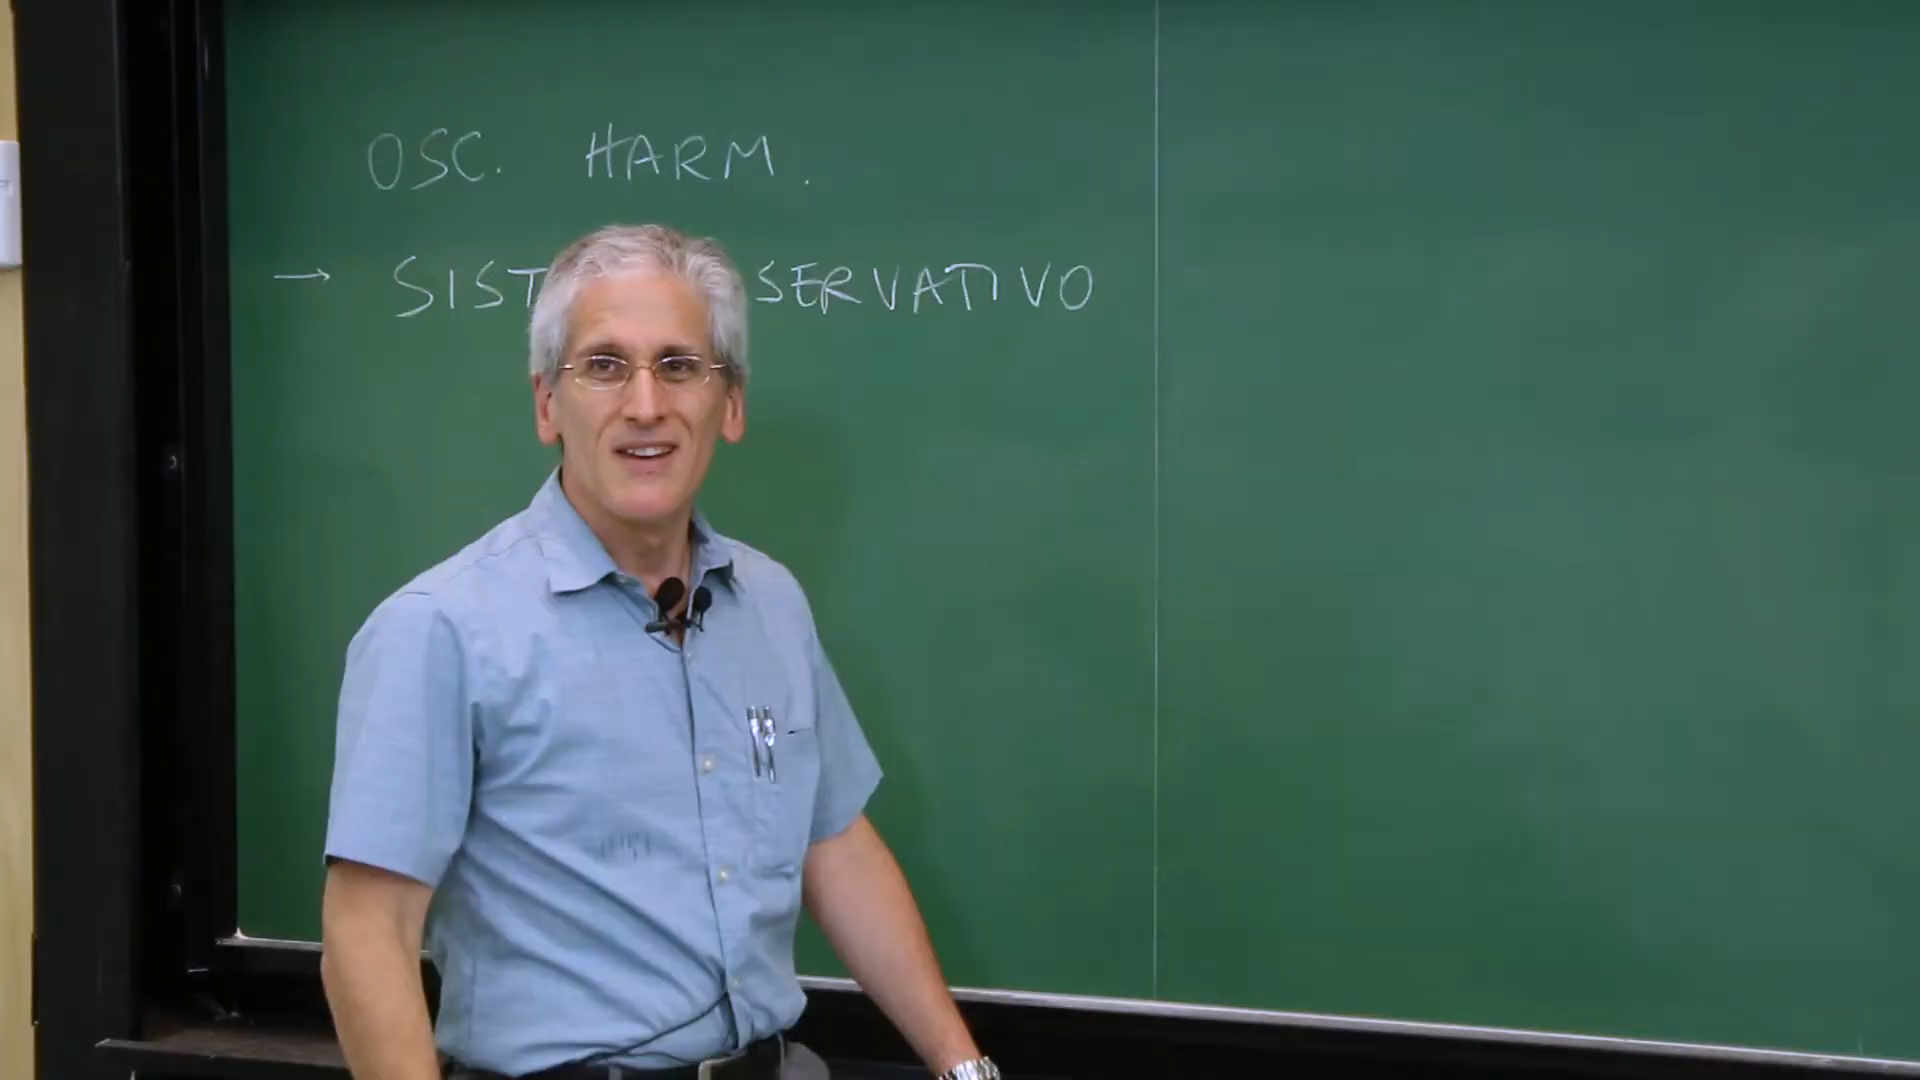 OSC. HARM.
→ SIST SERVATIVO